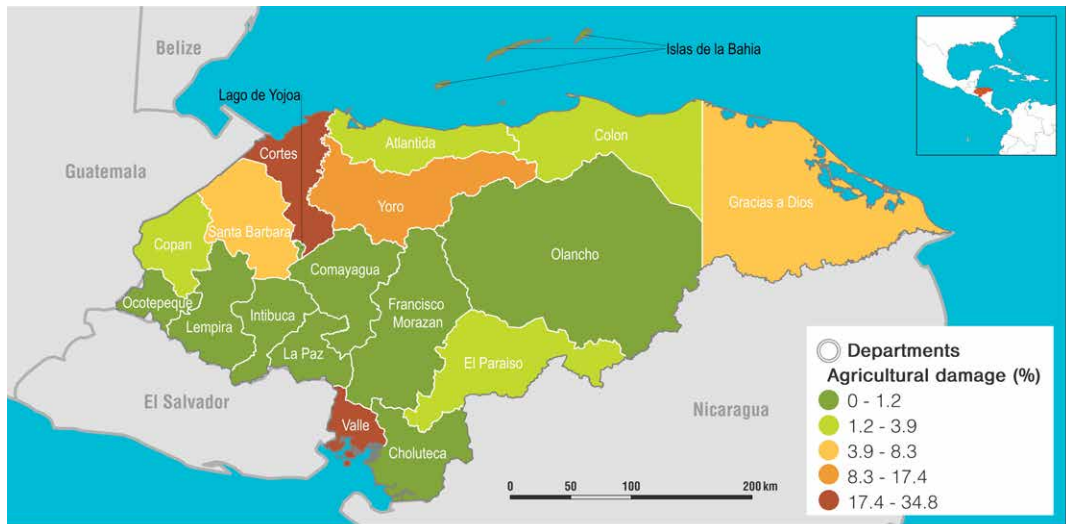 Belize
Islas de la Bahia
Lago de Yojoa
Guatemala
Cortes
Atlantida
Colon
Yoro
Gracias a Dios
Copan
Santa Barbara
Olancho
Comayagua
Ocotepeque
Lempira
Intibuca
Francisco
Morazan
La Paz
El Paraiso
El Salvador
Valle
Choluteca
Nicaragua
0 50 100 200 km
Departments
Agricultural damage (%)
0 - 1.2
1.2 - 3.9
3.9 - 8.3
8.3 - 17.4
17.4 - 34.8